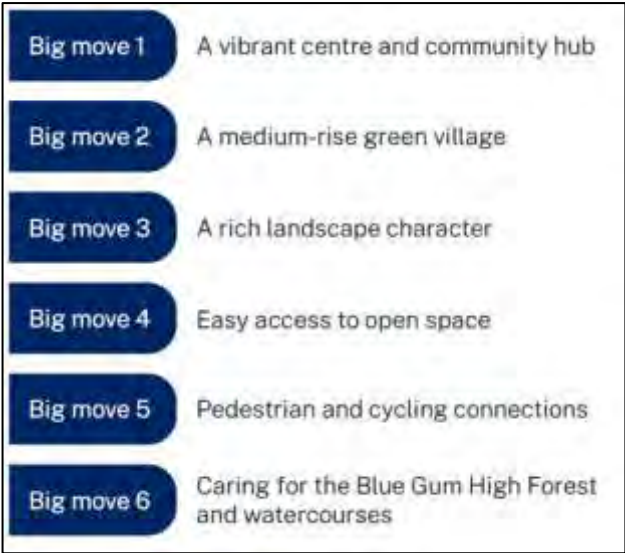 Big move 1 A vibrant centre and community hub
Big move 2 A medium-rise green village
Big move 3 A rich landscape character
Big move 4 Easy access to open space
Big move 5 Pedestrian and cycling connections
Big move 6 Caring for the Blue Gum High Forest
and watercourses